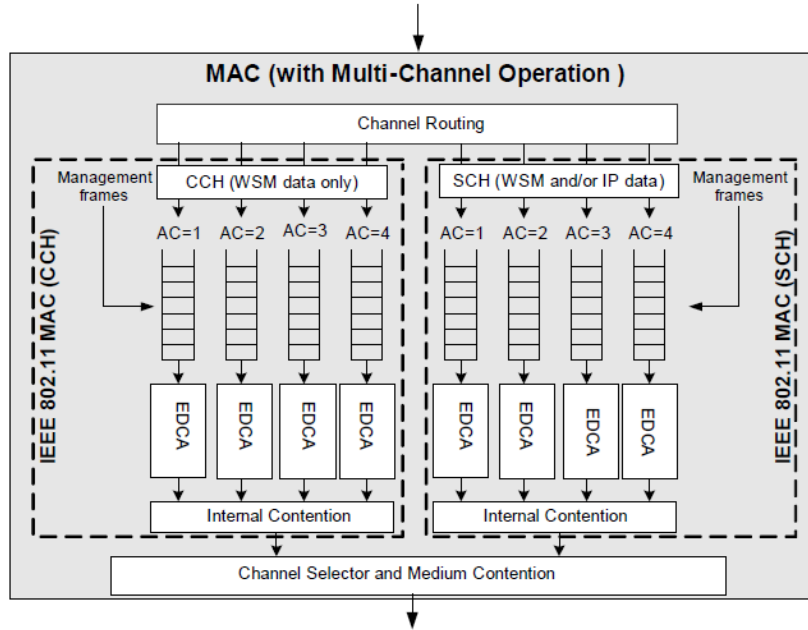 MAC (with Multi-Channel Operation )
Channel Routing
Management
frames
CCH (WSM data only)
SCH (WSM and/or IP data)
Management
frames
AC=1 AC=2 AC=3 AC=4
AC=1 AC=2 AC=3 AC=4
IEEE 802.11 MAC (CCH)
IEEE 802.11 MAC (SCH)
EDCA EDCA EDCA EDCA
EDCA EDCA EDCA EDCA
Internal Contention
Internal Contention
Channel Selector and Medium Contention